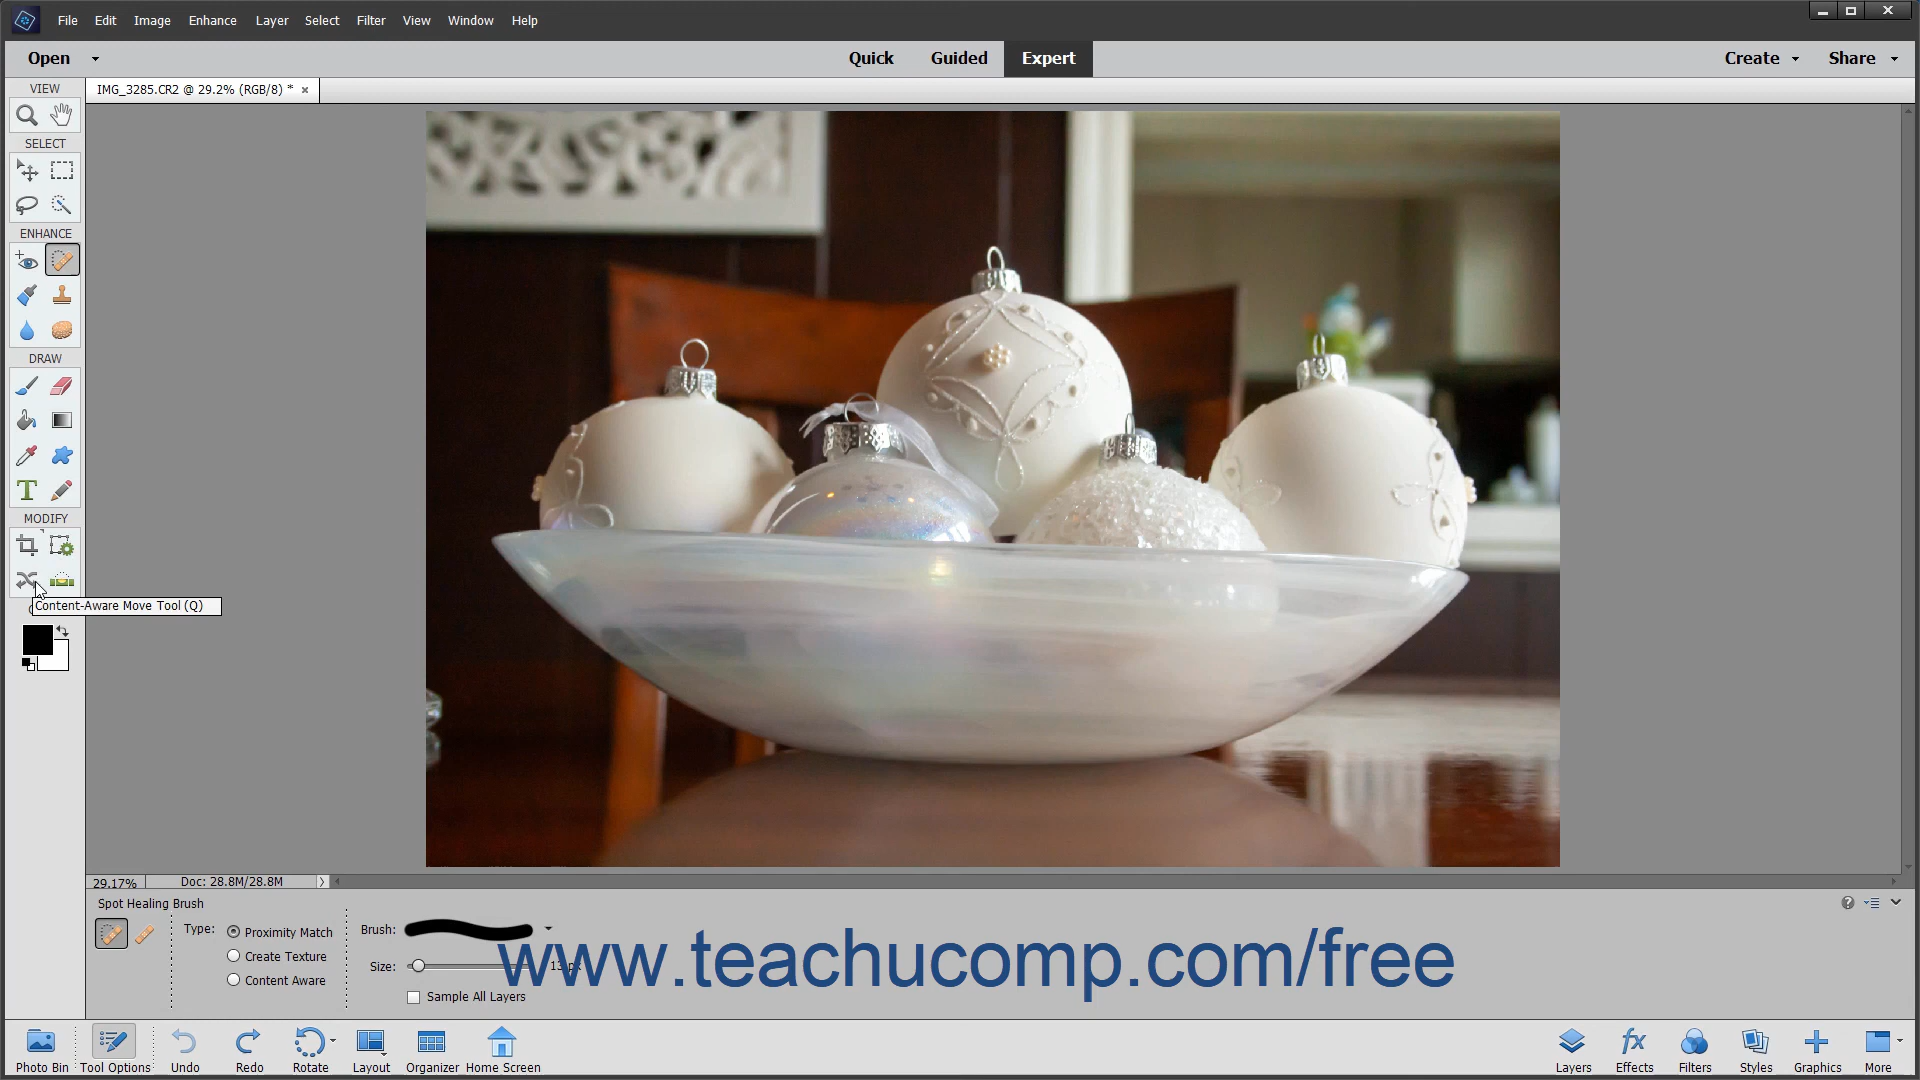 File Edit Image Enhance Layer Select Filter View Window Help
Open Quick Guided Expert Create Share
VIEW IMG_3285.CR2 @ 29.2% (RGB/8) * ×
SELECT
ENHANCE
DRAW
T
MODIFY
Content-Aware Move Tool (Q)
29.17% Doc: 28.8M/28.8M
Spot Healing Brush
Type: Proximity Match Brush:
Create Texture Size:
Content Aware
Sample All Layers
www.teachucomp.com/free
Photo Bin Tool Options Undo Redo Rotate Layout Organizer Home Screen Layers fx Effects Filters Styles Graphics More